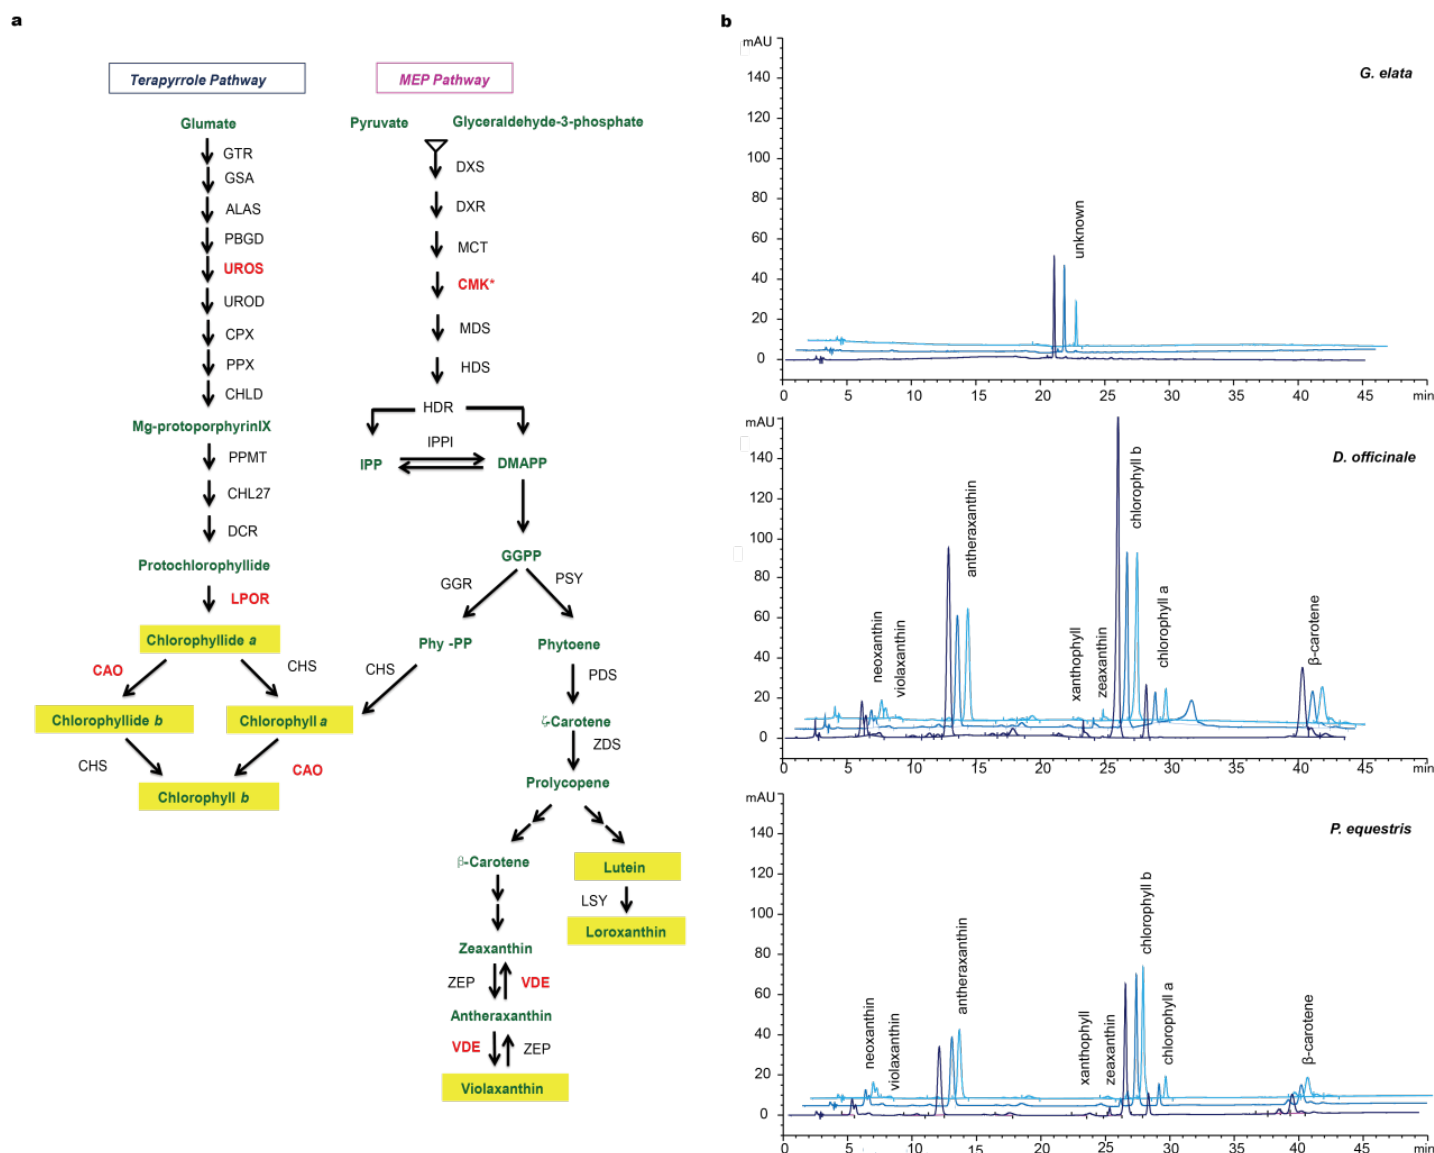 a
Terapyrrole Pathway
MEP Pathway
Glumate
Pyruvate
Glyceraldehyde-3-phosphate
GTR
GSA
ALAS
PBGD
UROS
UROD
CPX
PPX
CHLD
Mg-protoporphyrinIX
PPMT
CHL27
DCR
Protochlorophyllide
LPOR
Chlorophyllide a
CAO
CHS
Chlorophyllide b
Chlorophyll a
CHS
CAO
Chlorophyll b
DXS
DXR
MCT
CMK*
MDS
HDS
HDR
IPPI
IPP
DMAPP
GGPP
GGR
PSY
Phy -PP
Phytoene
CHS
PDS
ζ-Carotene
ZDS
Prolycopene
β-Carotene
Lutein
LSY
Loroxanthin
Zeaxanthin
ZEP
VDE
Antheraxanthin
VDE
ZEP
Violaxanthin
b
mAU
G. elata
140
120
100
80
60
40
20
0
unknown
0 5 10 15 20 25 30 35 40 45 min
mAU
D. officinale
140
120
100
80
60
40
20
0
neoxanthin
violaxanthin
antheraxanthin
xanthophyll
zeaxanthin
chlorophyll b
chlorophyll a
β-carotene
0 5 10 15 20 25 30 35 40 45 min
mAU
P. equestris
140
120
100
80
60
40
20
0
neoxanthin
violaxanthin
antheraxanthin
xanthophyll
zeaxanthin
chlorophyll b
chlorophyll a
β-carotene
0 5 10 15 20 25 30 35 40 45 min